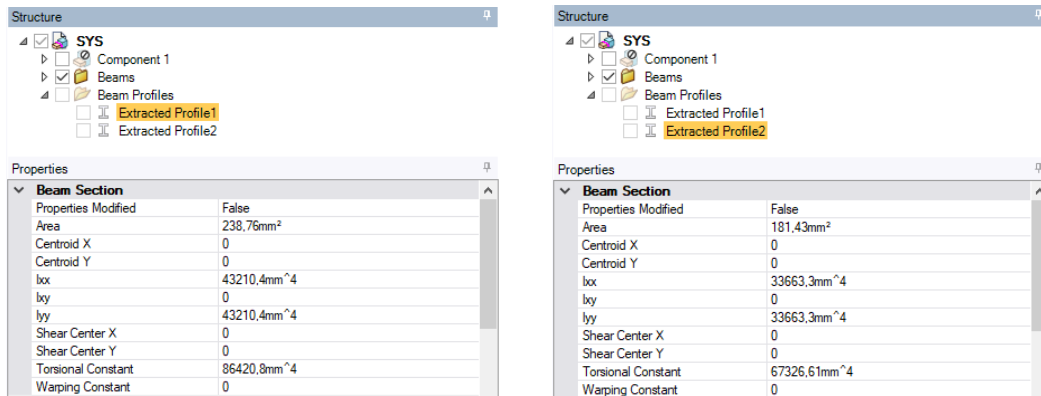 Structure
SYS
Component 1
Beams
Beam Profiles
Extracted Profile1
Extracted Profile2
Properties
Beam Section
Properties Modified False
Area 238,76mm²
Centroid X 0
Centroid Y 0
Ixx 43210,4mm^4
Ixy 0
Iyy 43210,4mm^4
Shear Center X 0
Shear Center Y 0
Torsional Constant 86420,8mm^4
Warping Constant 0
Structure
SYS
Component 1
Beams
Beam Profiles
Extracted Profile1
Extracted Profile2
Properties
Beam Section
Properties Modified False
Area 181,43mm²
Centroid X 0
Centroid Y 0
Ixx 33663,3mm^4
Ixy 0
Iyy 33663,3mm^4
Shear Center X 0
Shear Center Y 0
Torsional Constant 67326,61mm^4
Warping Constant 0